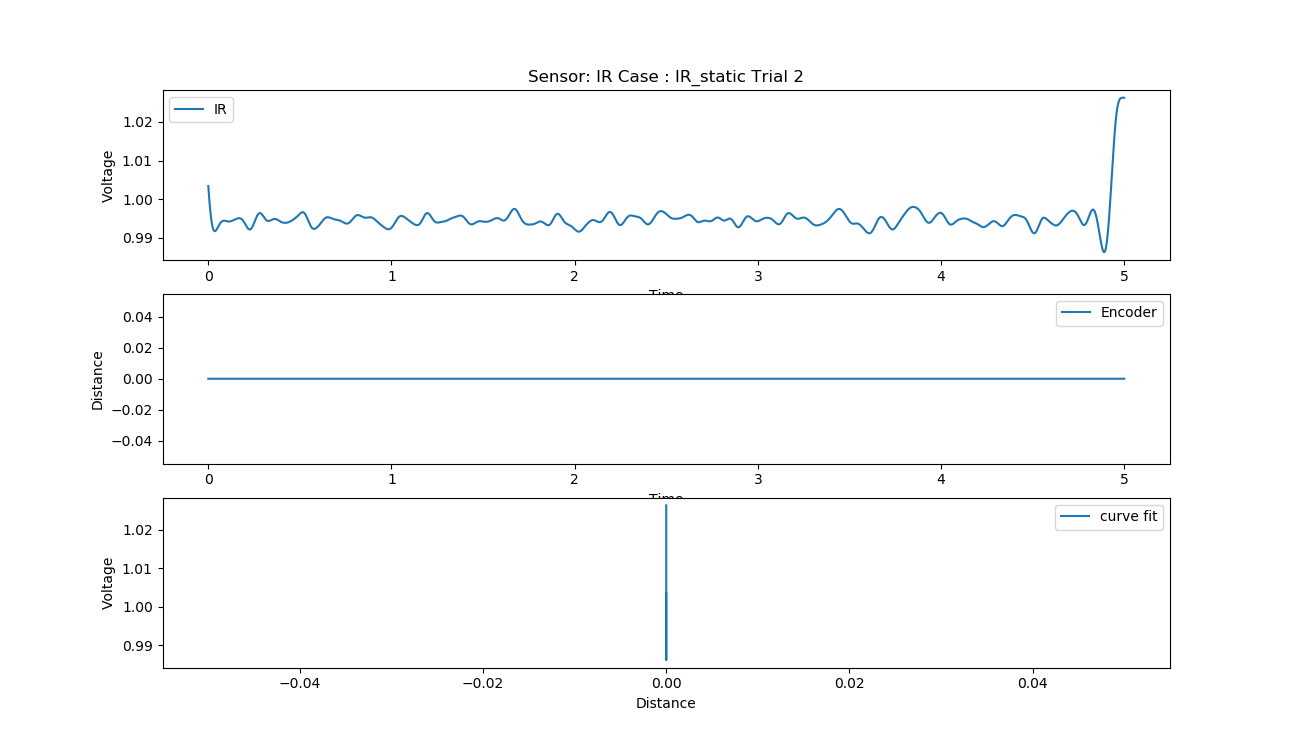 Sensor: IR Case : IR_static Trial 2
IR
Voltage
1.02
1.01
1.00
0.99
0 1 2 3 4 5
Time
Encoder
Distance
0.04
0.02
0.00
−0.02
−0.04
0 1 2 3 4 5
Time
curve fit
Voltage
1.02
1.01
1.00
0.99
−0.04 −0.02 0.00 0.02 0.04
Distance